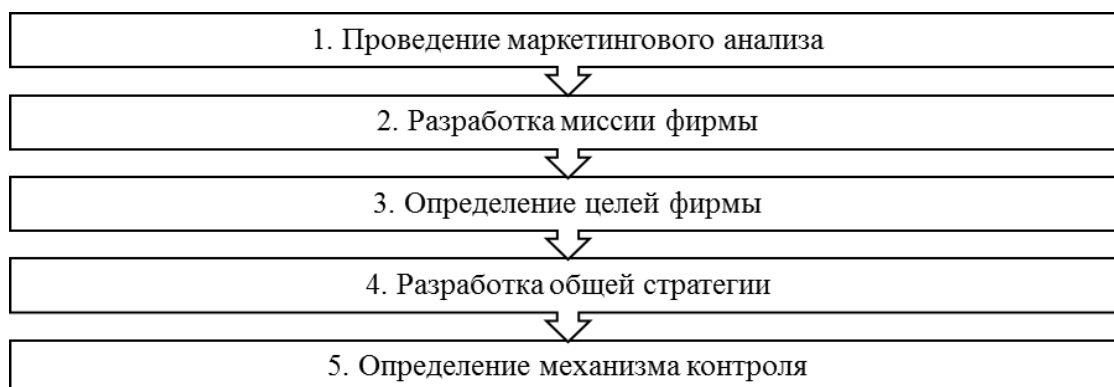 1. Проведение маркетингового анализа
2. Разработка миссии фирмы
3. Определение целей фирмы
4. Разработка общей стратегии
5. Определение механизма контроля